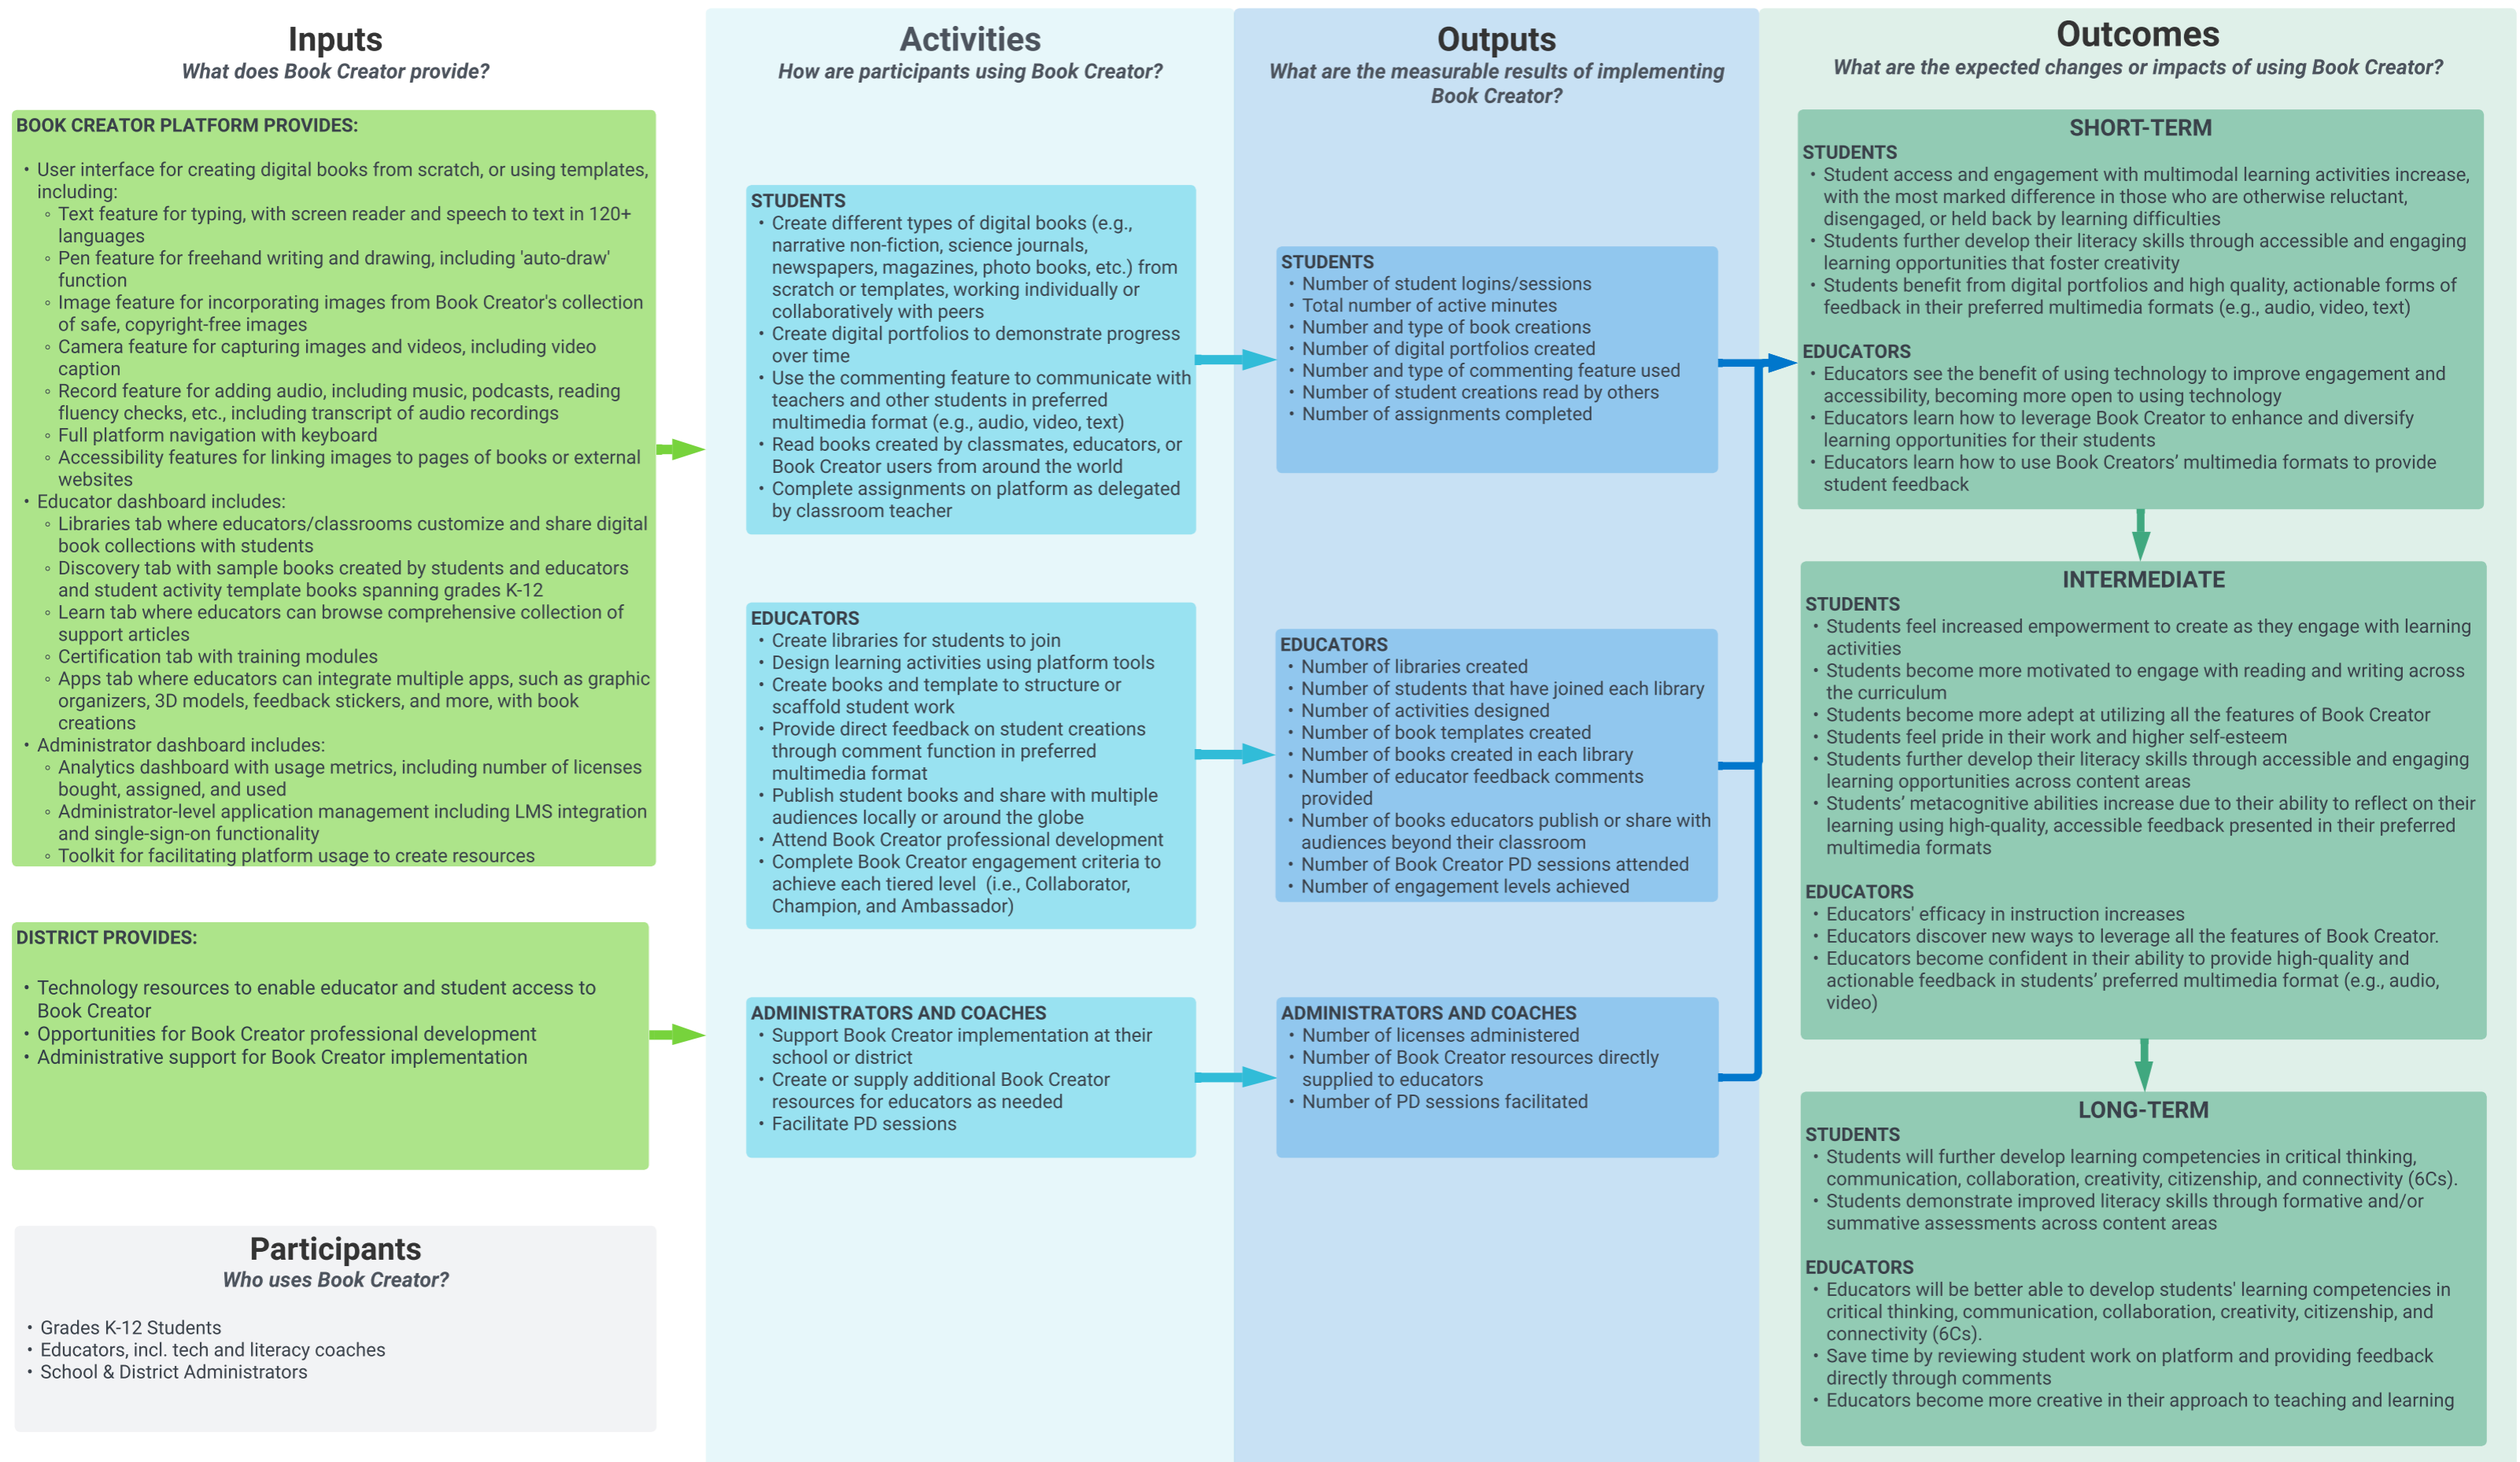 Inputs
What does Book Creator provide?
BOOK CREATOR PLATFORM PROVIDES:
• User interface for creating digital books from scratch, or using templates,
including:
◦ Text feature for typing, with screen reader and speech to text in 120+
languages
◦ Pen feature for freehand writing and drawing, including 'auto-draw'
function
◦ Image feature for incorporating images from Book Creator's collection
of safe, copyright-free images
◦ Camera feature for capturing images and videos, including video
caption
◦ Record feature for adding audio, including music, podcasts, reading
fluency checks, etc., including transcript of audio recordings
◦ Full platform navigation with keyboard
◦ Accessibility features for linking images to pages of books or external
websites
• Educator dashboard includes:
◦ Libraries tab where educators/classrooms customize and share digital
book collections with students
◦ Discovery tab with sample books created by students and educators
and student activity template books spanning grades K-12
◦ Learn tab where educators can browse comprehensive collection of
support articles
◦ Certification tab with training modules
◦ Apps tab where educators can integrate multiple apps, such as graphic
organizers, 3D models, feedback stickers, and more, with book
creations
• Administrator dashboard includes:
◦ Analytics dashboard with usage metrics, including number of licenses
bought, assigned, and used
◦ Administrator-level application management including LMS integration
and single-sign-on functionality
◦ Toolkit for facilitating platform usage to create resources
DISTRICT PROVIDES:
• Technology resources to enable educator and student access to
Book Creator
• Opportunities for Book Creator professional development
• Administrative support for Book Creator implementation
Participants
Who uses Book Creator?
• Grades K-12 Students
• Educators, incl. tech and literacy coaches
• School & District Administrators
Activities
How are participants using Book Creator?
STUDENTS
• Create different types of digital books (e.g.,
narrative non-fiction, science journals,
newspapers, magazines, photo books, etc.) from
scratch or templates, working individually or
collaboratively with peers
• Create digital portfolios to demonstrate progress
over time
• Use the commenting feature to communicate with
teachers and other students in preferred
multimedia format (e.g., audio, video, text)
• Read books created by classmates, educators, or
Book Creator users from around the world
• Complete assignments on platform as delegated
by classroom teacher
EDUCATORS
• Create libraries for students to join
• Design learning activities using platform tools
• Create books and template to structure or
scaffold student work
• Provide direct feedback on student creations
through comment function in preferred
multimedia format
• Publish student books and share with multiple
audiences locally or around the globe
• Attend Book Creator professional development
• Complete Book Creator engagement criteria to
achieve each tiered level (i.e., Collaborator,
Champion, and Ambassador)
ADMINISTRATORS AND COACHES
• Support Book Creator implementation at their
school or district
• Create or supply additional Book Creator
resources for educators as needed
• Facilitate PD sessions
Outputs
What are the measurable results of implementing
Book Creator?
STUDENTS
• Number of student logins/sessions
• Total number of active minutes
• Number and type of book creations
• Number of digital portfolios created
• Number and type of commenting feature used
• Number of student creations read by others
• Number of assignments completed
EDUCATORS
• Number of libraries created
• Number of students that have joined each library
• Number of activities designed
• Number of book templates created
• Number of books created in each library
• Number of educator feedback comments
provided
• Number of books educators publish or share with
audiences beyond their classroom
• Number of Book Creator PD sessions attended
• Number of engagement levels achieved
ADMINISTRATORS AND COACHES
• Number of licenses administered
• Number of Book Creator resources directly
supplied to educators
• Number of PD sessions facilitated
Outcomes
What are the expected changes or impacts of using Book Creator?
SHORT-TERM
STUDENTS
• Student access and engagement with multimodal learning activities increase,
with the most marked difference in those who are otherwise reluctant,
disengaged, or held back by learning difficulties
• Students further develop their literacy skills through accessible and engaging
learning opportunities that foster creativity
• Students benefit from digital portfolios and high quality, actionable forms of
feedback in their preferred multimedia formats (e.g., audio, video, text)
EDUCATORS
• Educators see the benefit of using technology to improve engagement and
accessibility, becoming more open to using technology
• Educators learn how to leverage Book Creator to enhance and diversify
learning opportunities for their students
• Educators learn how to use Book Creators’ multimedia formats to provide
student feedback
INTERMEDIATE
STUDENTS
• Students feel increased empowerment to create as they engage with learning
activities
• Students become more motivated to engage with reading and writing across
the curriculum
• Students become more adept at utilizing all the features of Book Creator
• Students feel pride in their work and higher self-esteem
• Students further develop their literacy skills through accessible and engaging
learning opportunities across content areas
• Students’ metacognitive abilities increase due to their ability to reflect on their
learning using high-quality, accessible feedback presented in their preferred
multimedia formats
EDUCATORS
• Educators' efficacy in instruction increases
• Educators discover new ways to leverage all the features of Book Creator.
• Educators become confident in their ability to provide high-quality and
actionable feedback in students’ preferred multimedia format (e.g., audio,
video)
LONG-TERM
STUDENTS
• Students will further develop learning competencies in critical thinking,
communication, collaboration, creativity, citizenship, and connectivity (6Cs).
• Students demonstrate improved literacy skills through formative and/or
summative assessments across content areas
EDUCATORS
• Educators will be better able to develop students' learning competencies in
critical thinking, communication, collaboration, creativity, citizenship, and
connectivity (6Cs).
• Save time by reviewing student work on platform and providing feedback
directly through comments
• Educators become more creative in their approach to teaching and learning